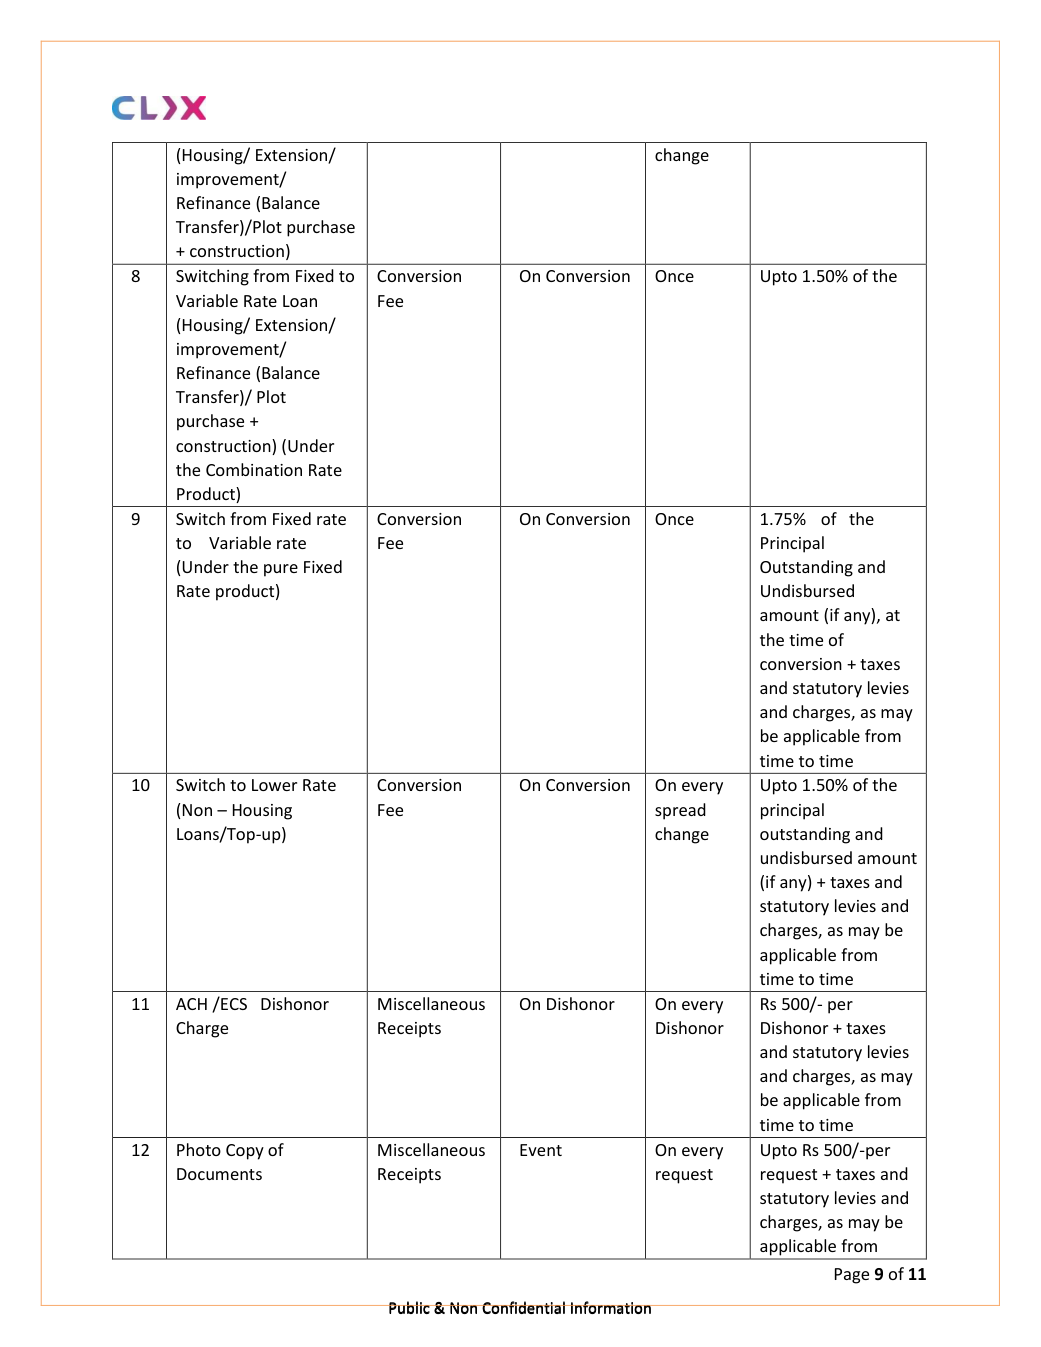 CLIX
(Housing/ Extension/
improvement/
Refinance (Balance
Transfer)/Plot purchase
+ construction)
change
8
Switching from Fixed to
Variable Rate Loan
(Housing/ Extension/
improvement/
Refinance (Balance
Transfer)/ Plot
purchase +
construction) (Under
the Combination Rate
Product)
Conversion
Fee
On Conversion
Once
Upto 1.50% of the
9
Switch from Fixed rate
to Variable rate
(Under the pure Fixed
Rate product)
Conversion
Fee
On Conversion
Once
1.75% of the
Principal
Outstanding and
Undisbursed
amount (if any), at
the time of
conversion + taxes
and statutory levies
and charges, as may
be applicable from
time to time
10
Switch to Lower Rate
(Non – Housing
Loans/Top-up)
Conversion
Fee
On Conversion
On every
spread
change
Upto 1.50% of the
principal
outstanding and
undisbursed amount
(if any) + taxes and
statutory levies and
charges, as may be
applicable from
time to time
11
ACH /ECS Dishonor
Charge
Miscellaneous
Receipts
On Dishonor
On every
Dishonor
Rs 500/- per
Dishonor + taxes
and statutory levies
and charges, as may
be applicable from
time to time
12
Photo Copy of
Documents
Miscellaneous
Receipts
Event
On every
request
Upto Rs 500/-per
request + taxes and
statutory levies and
charges, as may be
applicable from
Page 9 of 11
Public & Non Confidential Information